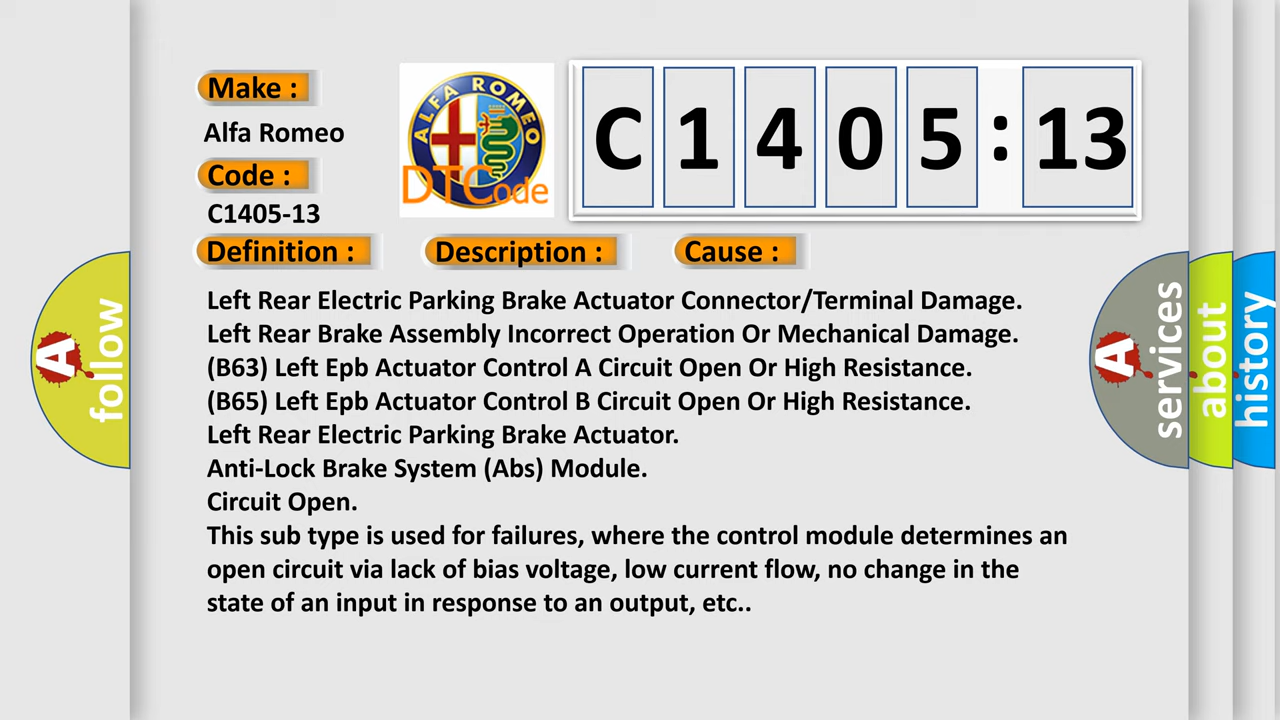 Make :
Alfa Romeo
Code :
C1405-13
ALFA ROMEO
DTCode
C1405:13
Definition :
Description :
Cause :
Left Rear Electric Parking Brake Actuator Connector/Terminal Damage.
Left Rear Brake Assembly Incorrect Operation Or Mechanical Damage.
(B63) Left Epb Actuator Control A Circuit Open Or High Resistance.
(B65) Left Epb Actuator Control B Circuit Open Or High Resistance.
Left Rear Electric Parking Brake Actuator.
Anti-Lock Brake System (Abs) Module.
Circuit Open.
This sub type is used for failures, where the control module determines an
open circuit via lack of bias voltage, low current flow, no change in the
state of an input in response to an output, etc..
A
follow
A
services
about
history